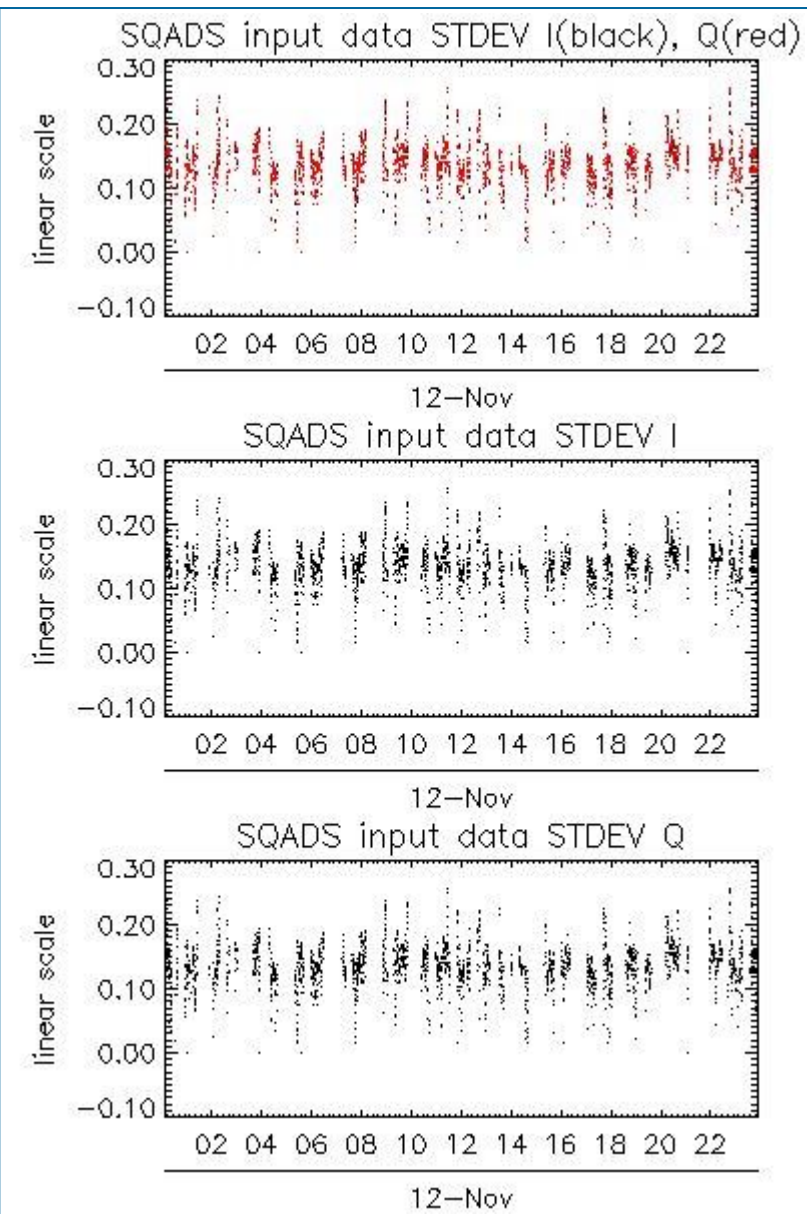 SQADS input data STDEV I(black), Q(red)
0.30
0.20
0.10
0.00
−0.10
linear scale
02 04 06 08 10 12 14 16 18 20 22
12−Nov
SQADS input data STDEV I
0.30
0.20
0.10
0.00
−0.10
linear scale
02 04 06 08 10 12 14 16 18 20 22
12−Nov
SQADS input data STDEV Q
0.30
0.20
0.10
0.00
−0.10
linear scale
02 04 06 08 10 12 14 16 18 20 22
12−Nov